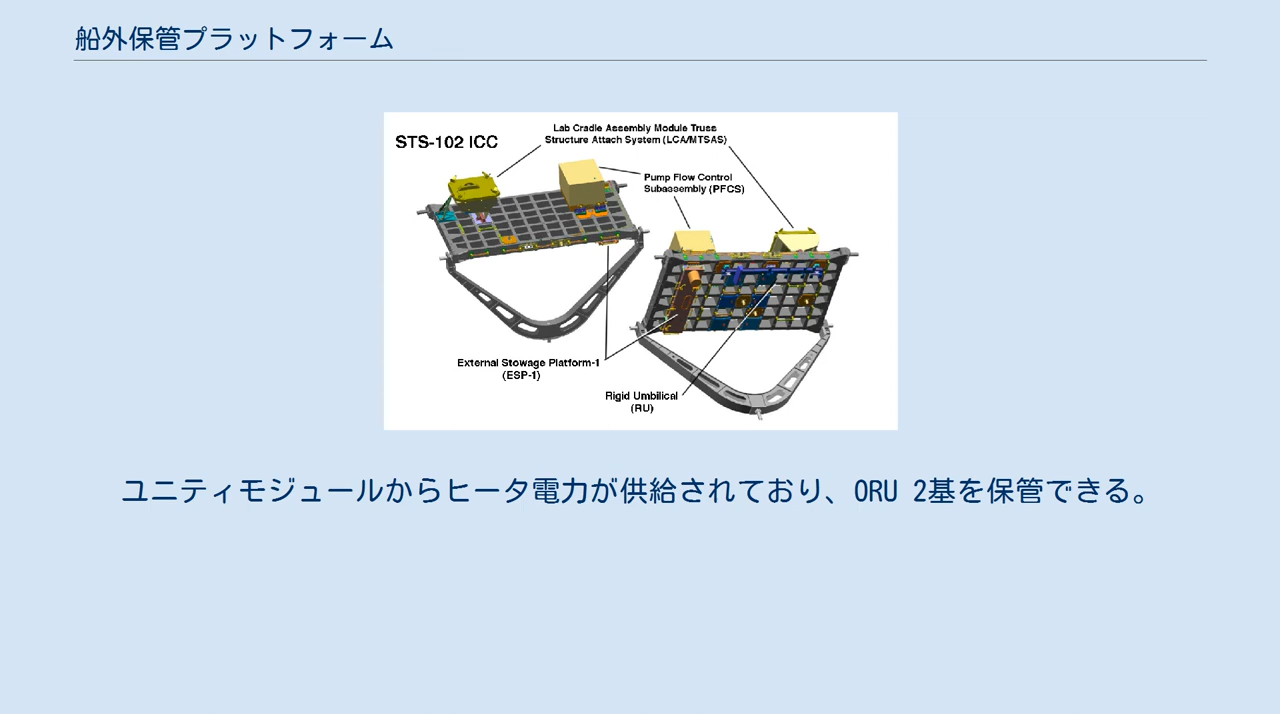 船外保管プラットフォーム
STS-102 ICC
Lab Cradle Assembly Module Truss
Structure Attach System (LCA/MTSAS)
Pump Flow Control
Subassembly (PFCS)
External Stowage Platform-1
(ESP-1)
Rigid Umbilical
(RU)
ユニティモジュールからヒータ電力が供給されており、ORU 2基を保管できる。